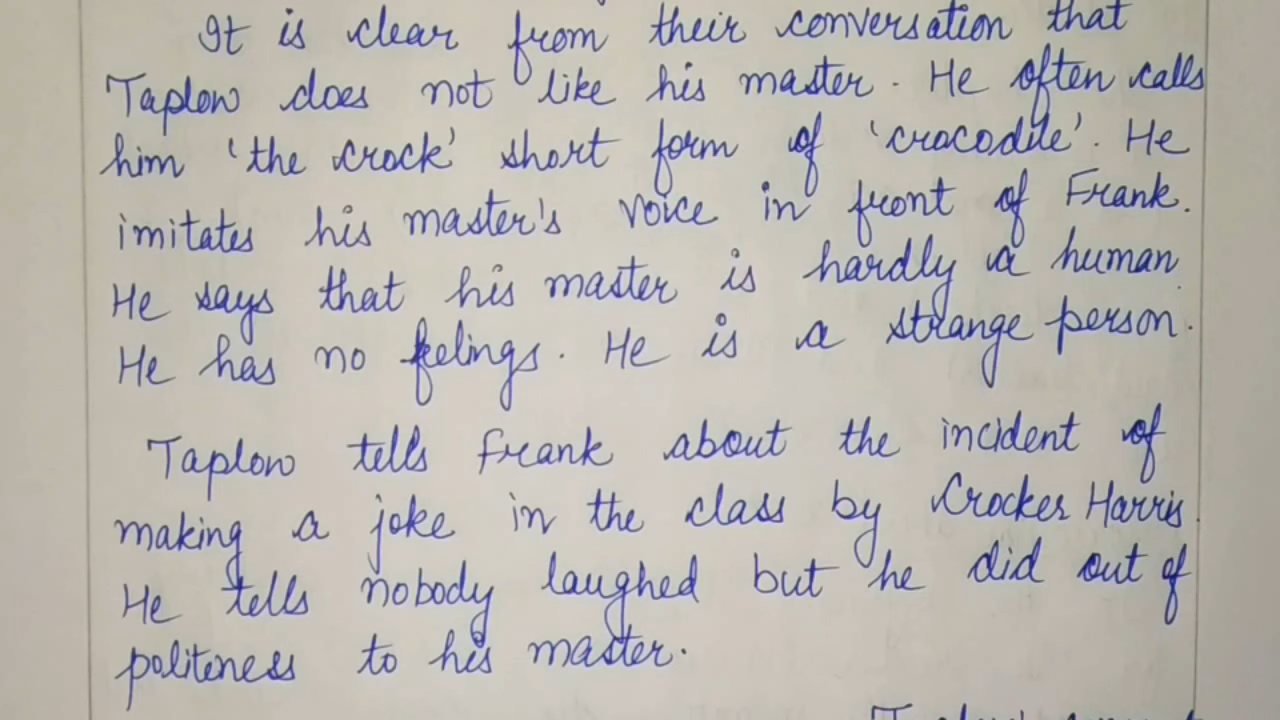 It is clear from their conversation that
Taplow does not like his master. He often calls
him 'the crock' short form of 'crocodile'. He
imitates his master's voice in front of Frank.
He says that his master is hardly a human.
He has no feelings. He is a strange person.
Taplow tells Frank about the incident of
making a joke in the class by Crocker Harris.
He tells nobody laughed but he did out of
politeness to his master.